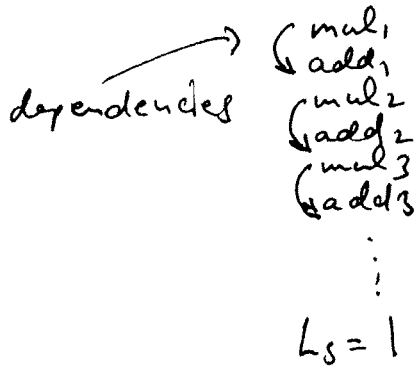 mul1
add1
dependencies
mul2
add2
mul3
add3
Ls = 1